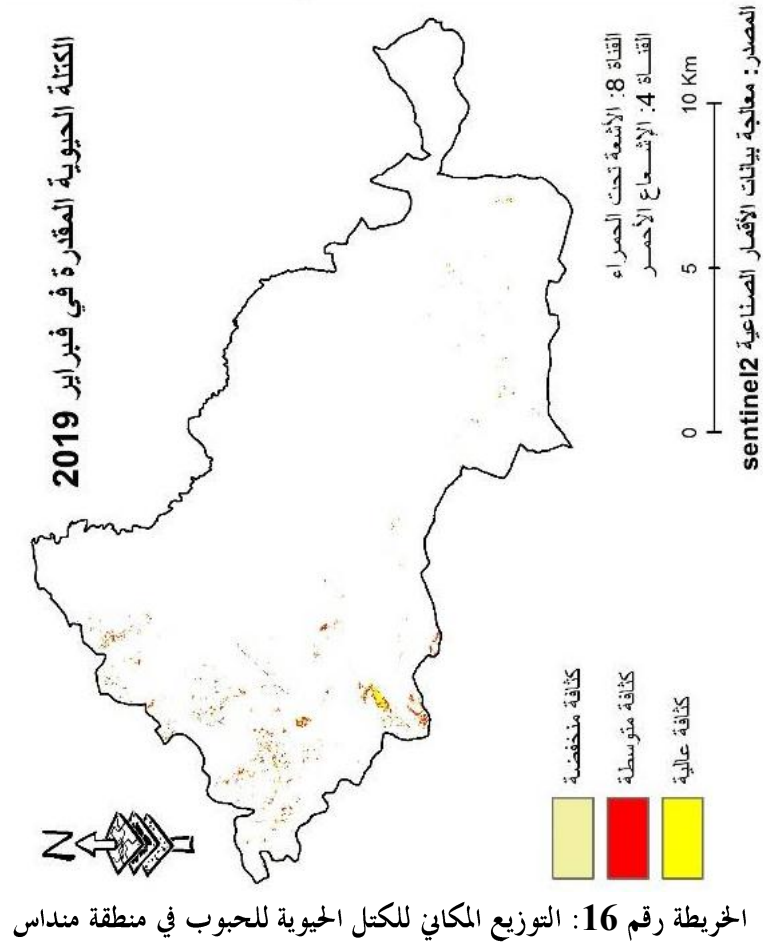 الكتلة الحيوية المقدرة في فبراير 2019
N
كثافة منخفضة
كثافة متوسطة
كثافة عالية
القناة 8: الأشعة تحت الحمراء
القناة 4: الإشعاع الأحمر
0 5 10 Km
المصدر: معالجة بيانات الأقمار الصناعية sentinel2
الخريطة رقم 16: التوزيع المكاني للكتل الحيوية للحبوب في منطقة منداس